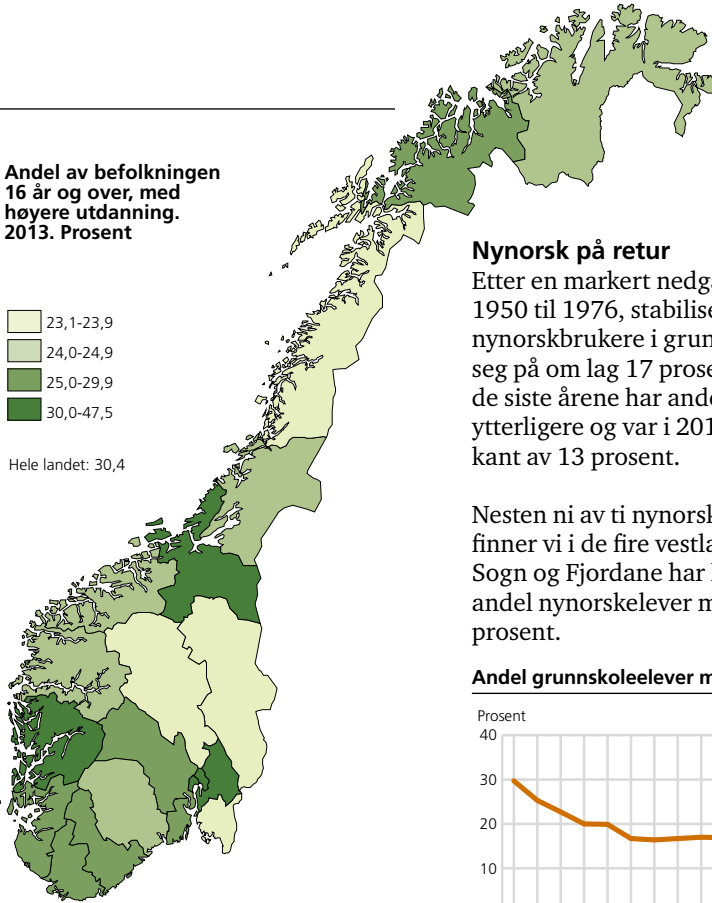 Andel av befolkningen
16 år og over, med
høyere utdanning.
2013. Prosent
23,1-23,9
24,0-24,9
25,0-29,9
30,0-47,5
Hele landet: 30,4
Nynorsk på retur
Etter en markert nedg
1950 til 1976, stabilise
nynorskbrukere i grun
seg på om lag 17 prose
de siste årene har ande
ytterligere og var i 201
kant av 13 prosent.
Nesten ni av ti nynorsk
finner vi i de fire vestla
Sogn og Fjordane har
andel nynorskelever m
prosent.
Andel grunnskoleelever m
Prosent
40
30
20
10